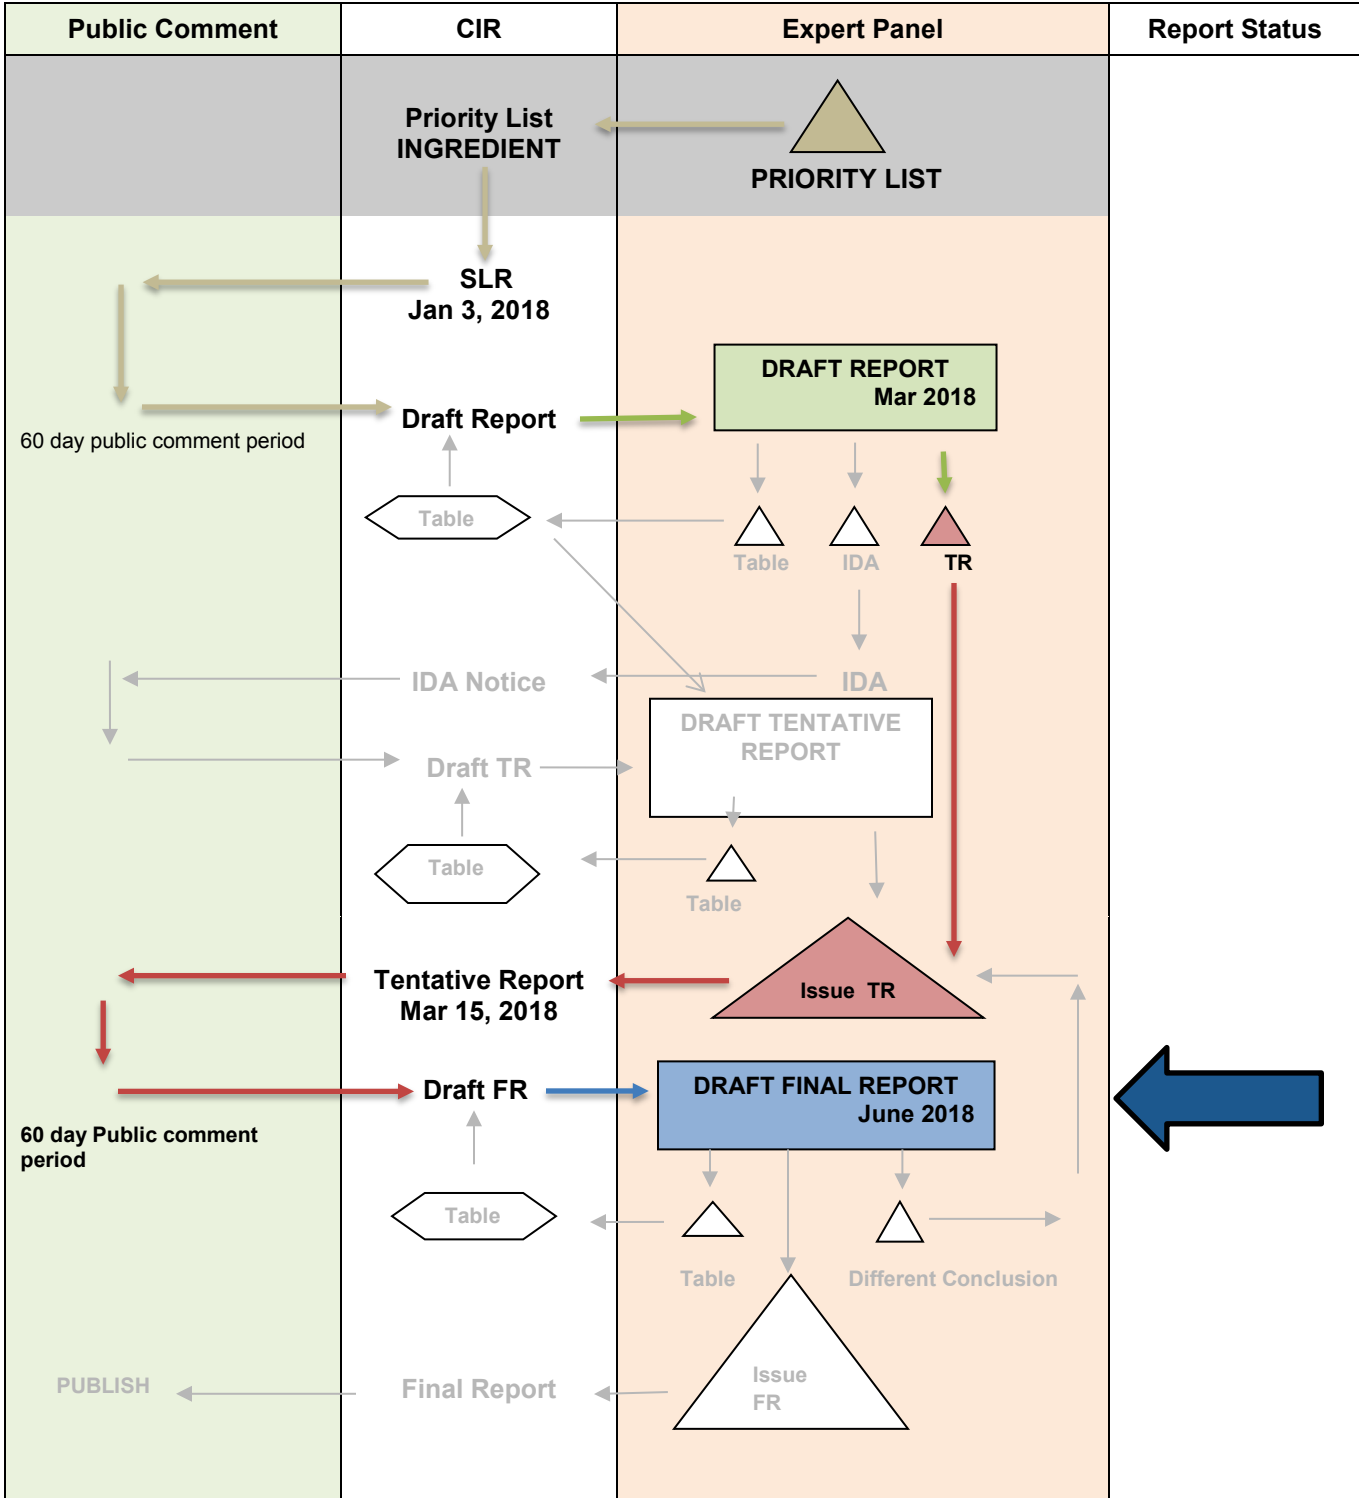 Public Comment
CIR
Expert Panel
Report Status
Priority List
INGREDIENT
PRIORITY LIST
SLR
Jan 3, 2018
DRAFT REPORT
Mar 2018
60 day public comment period
Draft Report
Table
Table
IDA
TR
IDA Notice
IDA
DRAFT TENTATIVE
REPORT
Draft TR
Table
Table
Tentative Report
Mar 15, 2018
Issue TR
Draft FR
DRAFT FINAL REPORT
June 2018
60 day Public comment
period
Table
Table
Different Conclusion
PUBLISH
Final Report
Issue
FR